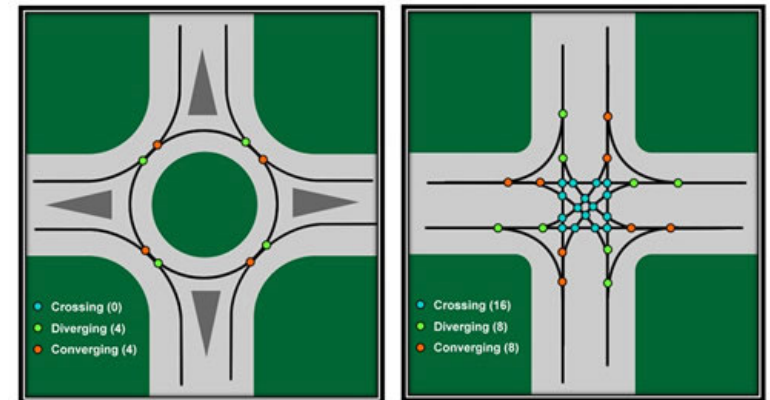 Crossing (0)
Diverging (4)
Converging (4)
Crossing (16)
Diverging (8)
Converging (8)